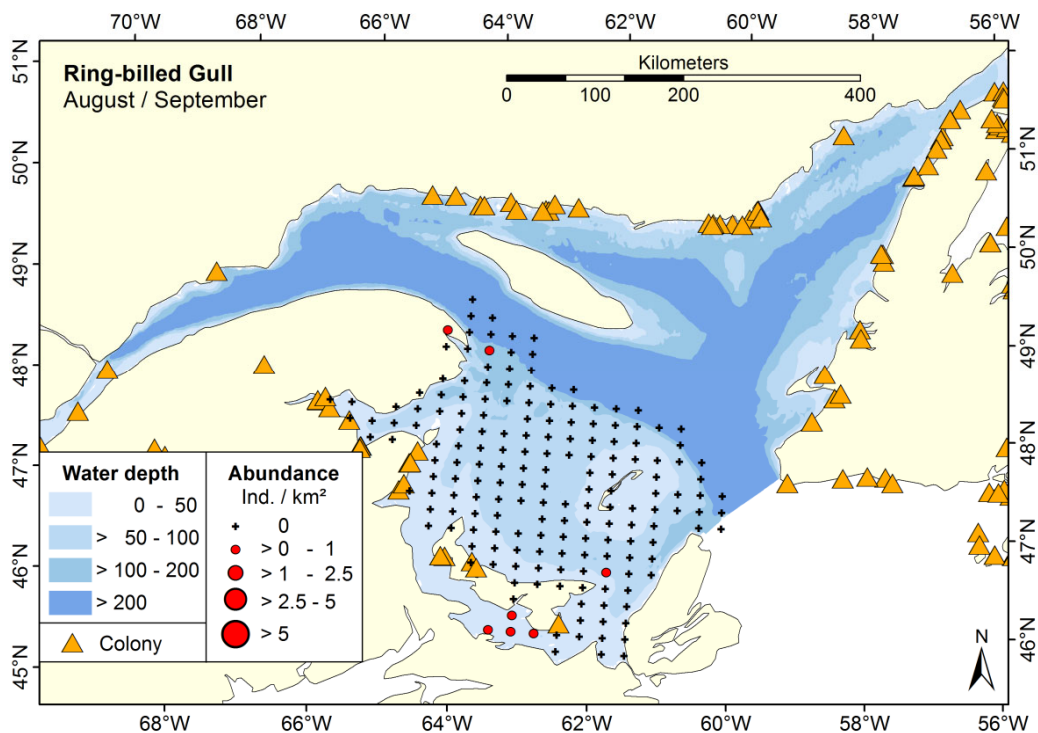 70°W 68°W 66°W 64°W 62°W 60°W 58°W 56°W
Ring-billed Gull
August / September
Kilometers
0 100 200 400
51°N
50°N
49°N
48°N
47°N
46°N
45°N
51°N
50°N
49°N
48°N
47°N
46°N
Water depth
0 - 50
> 50 - 100
> 100 - 200
> 200
Colony
Abundance
Ind. / km²
0
> 0 - 1
> 1 - 2.5
> 2.5 - 5
> 5
N
68°W 66°W 64°W 62°W 60°W 58°W 56°W